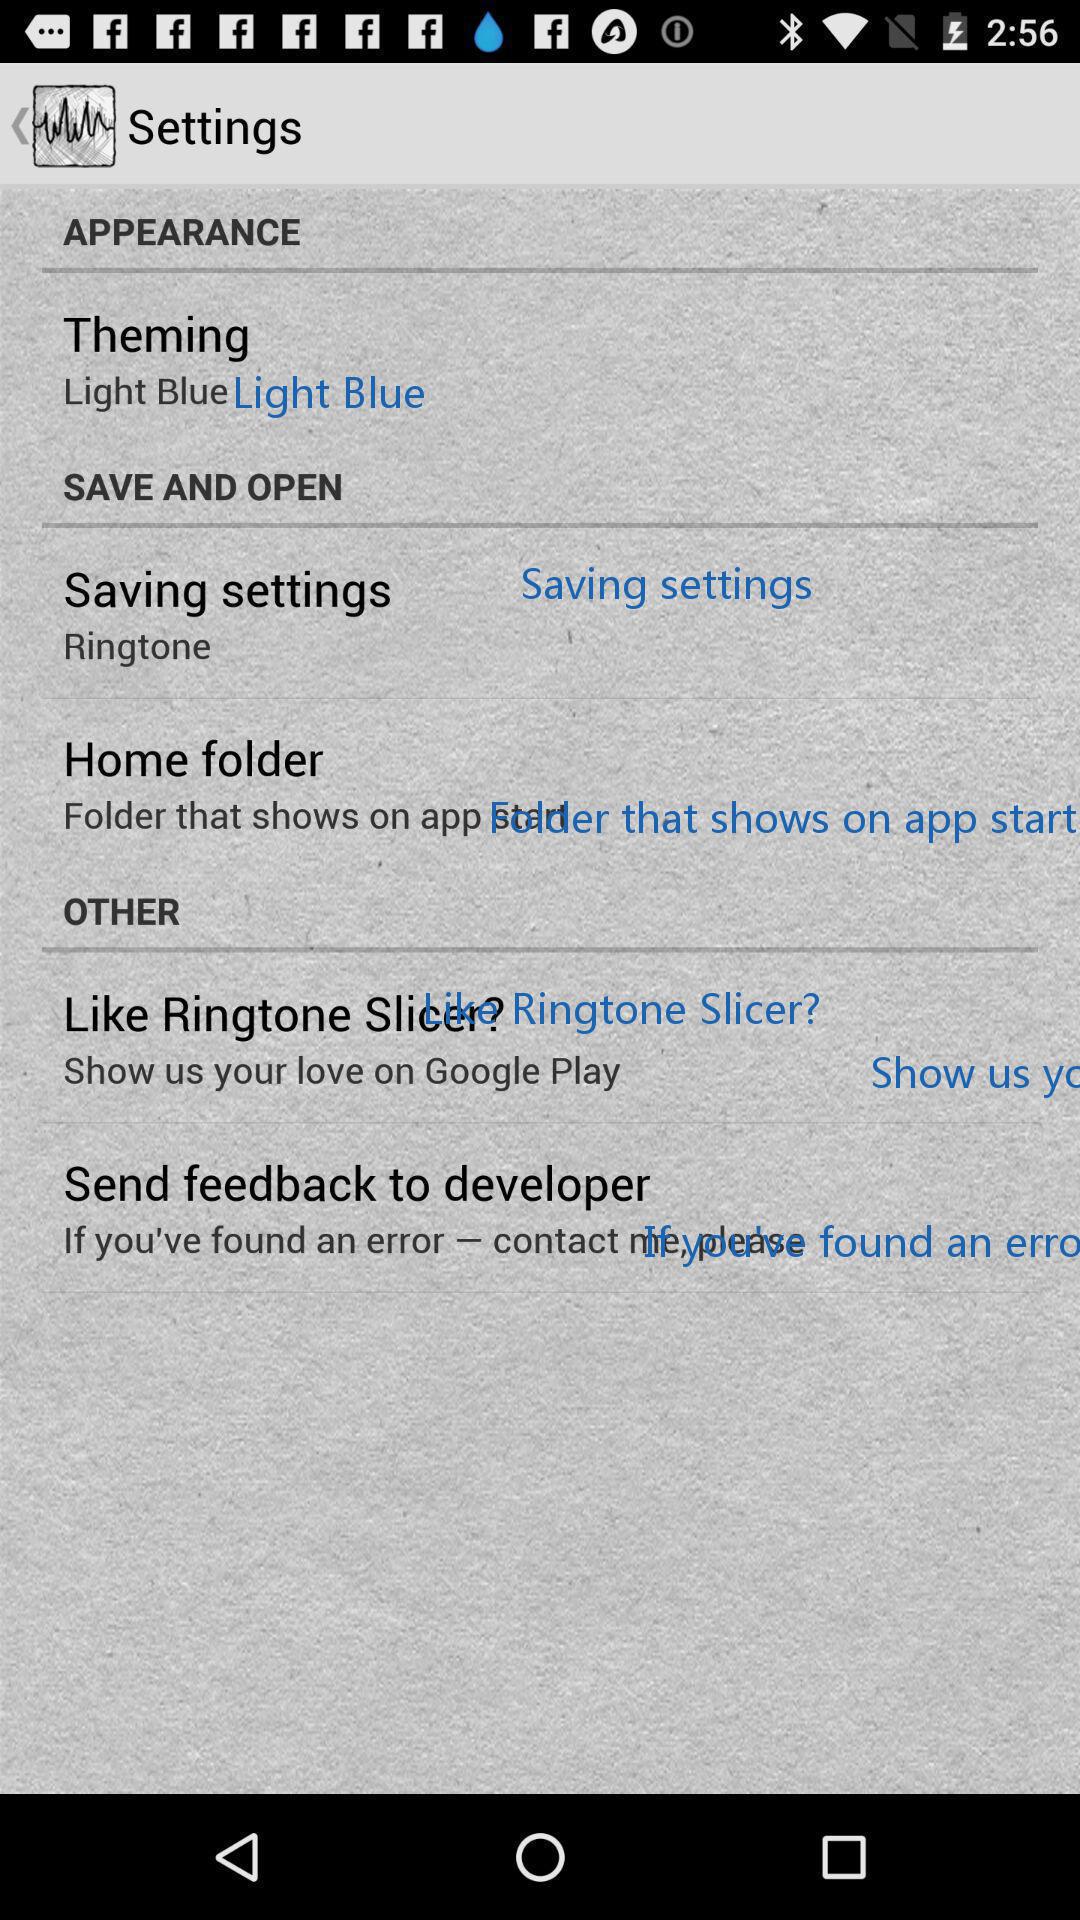 2:56
Settings
APPEARANCE
Theming
Light Blue Light Blue
SAVE AND OPEN
Saving settings Saving settings
Ringtone
Home folder
Folder that shows on app start Folder that shows on app start
OTHER
Like Ringtone Slicer? Like Ringtone Slicer?
Show us your love on Google Play Show us yo
Send feedback to developer
If you've found an error — contact me, please If you've found an erro